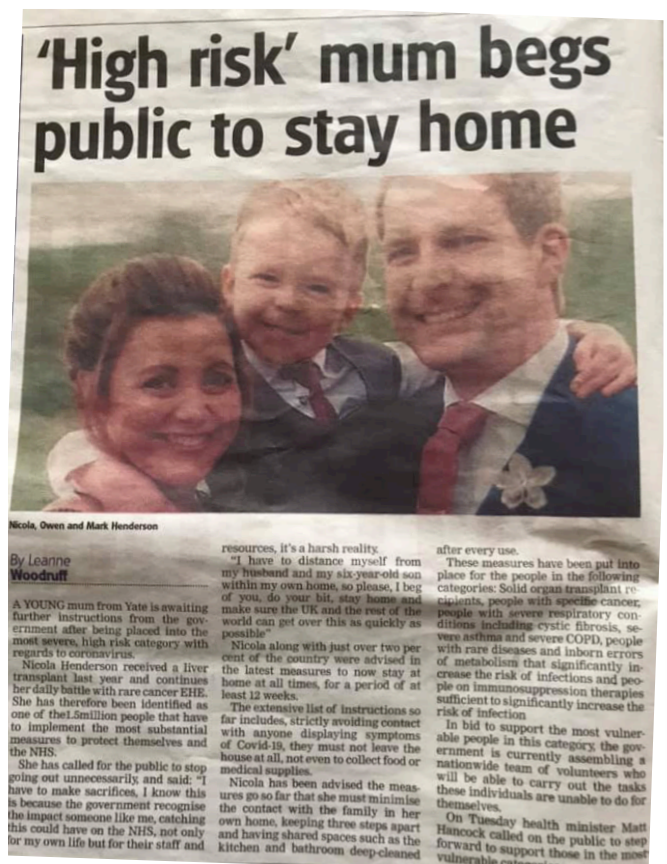 'High risk' mum begs
public to stay home
Nicola, Owen and Mark Henderson
By Leanne
Woodruff
A YOUNG mum from Yate is awaiting
further instructions from the gov-
ernment after being placed into the
most severe, high risk category with
regards to coronavirus.
Nicola Henderson received a liver
transplant last year and continues
her daily battle with rare cancer EHE.
She has therefore been identified as
one of the1.5million people that have
to implement the most substantial
measures to protect themselves and
the NHS.
She has called for the public to stop
going out unnecessarily, and said: "I
have to make sacrifices, I know this
is because the government recognise
the impact someone like me, catching
this could have on the NHS, not only
for my own life but for their staff and
resources, it's a harsh reality.
"I have to distance myself from
my husband and my six-year-old son
within my own home, so please, I beg
of you, do your bit, stay home and
make sure the UK and the rest of the
world can get over this as quickly as
possible"
Nicola along with just over two per
cent of the country were advised in
the latest measures to now stay at
home at all times, for a period of at
least 12 weeks.
The extensive list of instructions so
far includes, strictly avoiding contact
with anyone displaying symptoms
of Covid-19, they must not leave the
house at all, not even to collect food or
medical supplies.
Nicola has been advised the meas-
ures go so far that she must minimise
the contact with the family in her
own home, keeping three steps apart
and having shared spaces such as the
kitchen and bathroom deep-cleaned
after every use.
These measures have been put into
place for the people in the following
categories: Solid organ transplant re-
cipients, people with specific cancer,
people with severe respiratory con-
ditions including cystic fibrosis, se-
vere asthma and severe COPD, people
with rare diseases and inborn errors
of metabolism that significantly in-
crease the risk of infections and peo-
ple on immunosuppression therapies
sufficient to significantly increase the
risk of infection
In bid to support the most vulner-
able people in this category, the gov-
ernment is currently assembling a
nationwide team of volunteers who
will be able to carry out the tasks
these individuals are unable to do for
themselves.
On Tuesday health minister Matt
Hancock called on the public to step
forward to support those in the most
vulnerable